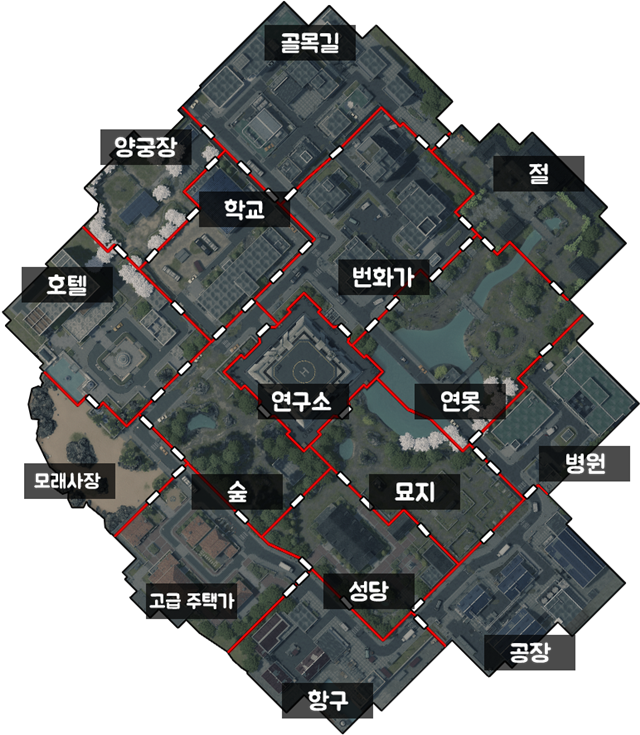 골목길
양궁장
절
학교
번화가
호텔
연구소
연못
병원
모래사장
숲
묘지
고급 주택가
성당
공장
항구
H